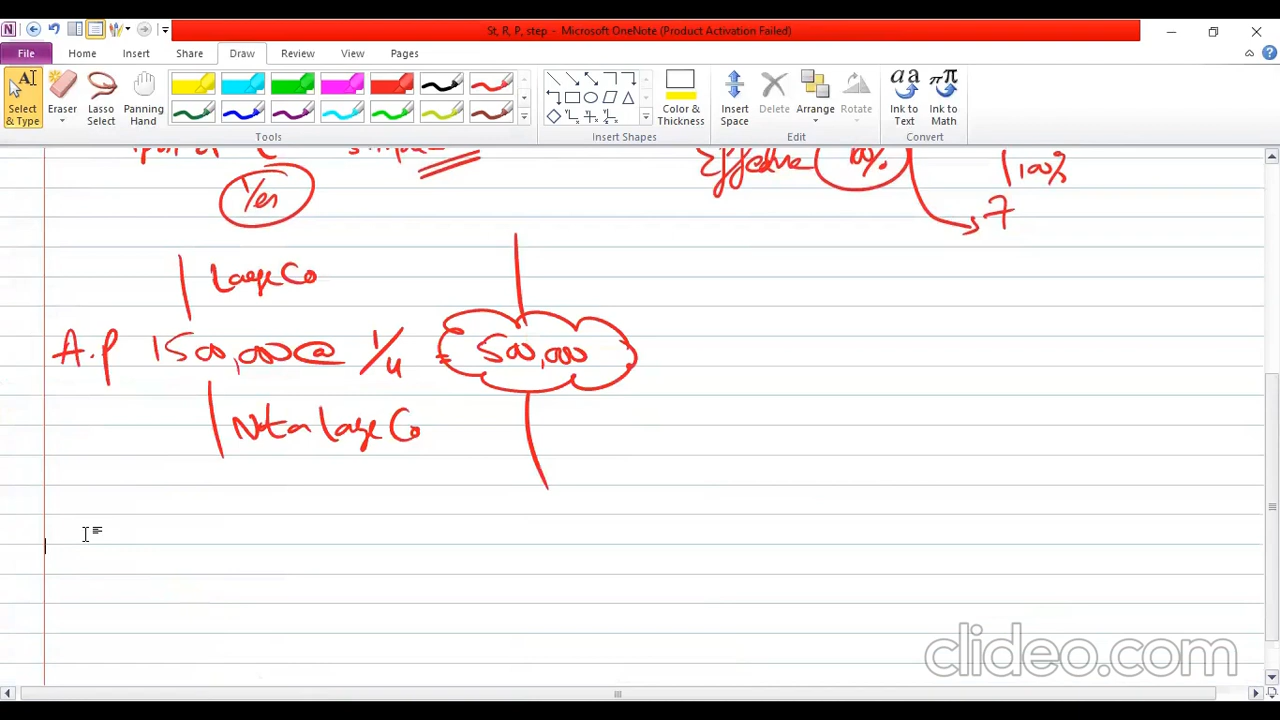 St, R, P, step - Microsoft OneNote (Product Activation Failed)
File Home Insert Share Draw Review View Pages
Select & Type
Eraser
Lasso Select
Panning Hand
Color & Thickness
Insert Space
Delete
Arrange
Rotate
Ink to Text
Ink to Math
Tools
Insert Shapes
Edit
Convert
Effective 100%
100%
7
Large Co
A.P 1500,000 @ 1/4 = 500,000
Not a large Co
clideo.com